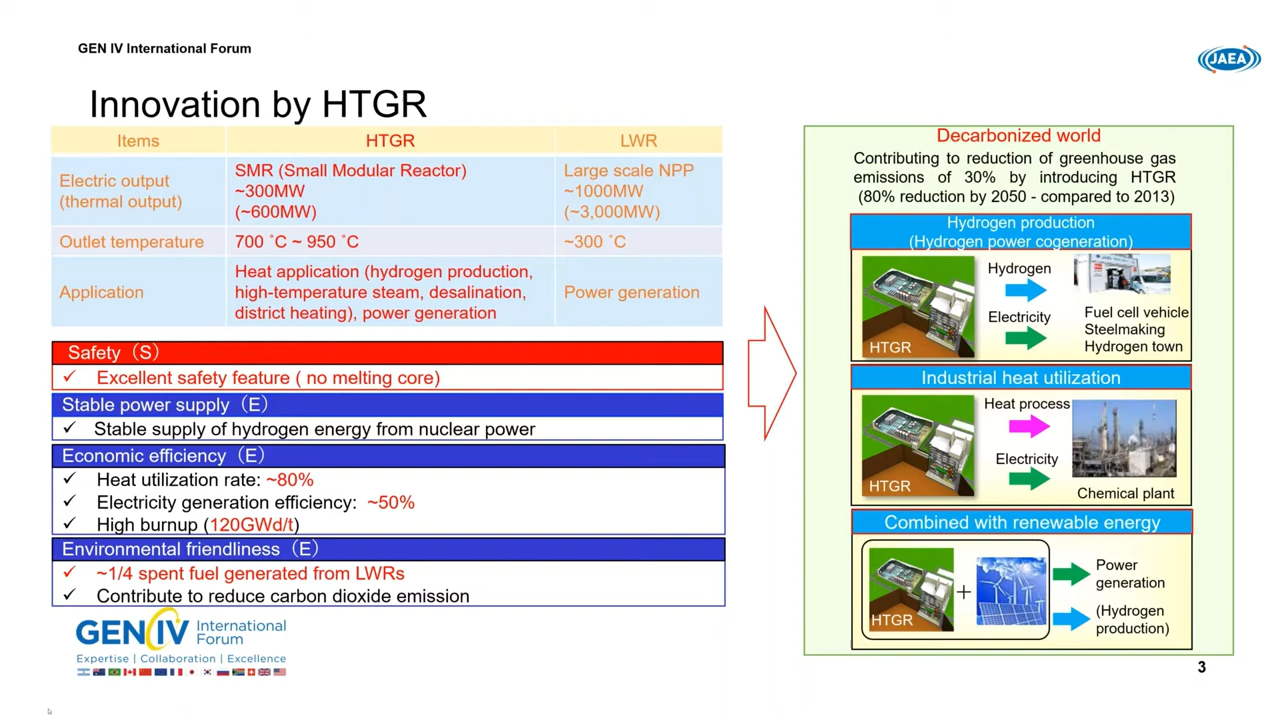 GEN IV International Forum
JAEA
Innovation by HTGR
Items
HTGR
LWR
Electric output
(thermal output)
SMR (Small Modular Reactor)
~300MW
(~600MW)
Large scale NPP
~1000MW
(~3,000MW)
Outlet temperature
700 ˚C ~ 950 ˚C
~300 ˚C
Application
Heat application (hydrogen production,
high-temperature steam, desalination,
district heating), power generation
Power generation
Safety（S）
✓ Excellent safety feature ( no melting core)
Stable power supply（E）
✓ Stable supply of hydrogen energy from nuclear power
Economic efficiency（E）
✓ Heat utilization rate: ~80%
✓ Electricity generation efficiency: ~50%
✓ High burnup (120GWd/t)
Environmental friendliness（E）
✓ ~1/4 spent fuel generated from LWRs
✓ Contribute to reduce carbon dioxide emission
Decarbonized world
Contributing to reduction of greenhouse gas
emissions of 30% by introducing HTGR
(80% reduction by 2050 - compared to 2013)
Hydrogen production
(Hydrogen power cogeneration)
HTGR
Hydrogen
Electricity
Fuel cell vehicle
Steelmaking
Hydrogen town
Industrial heat utilization
HTGR
Heat process
Electricity
Chemical plant
Combined with renewable energy
HTGR
+
Power
generation
(Hydrogen
production)
GEN IV International
Forum
Expertise | Collaboration | Excellence
3